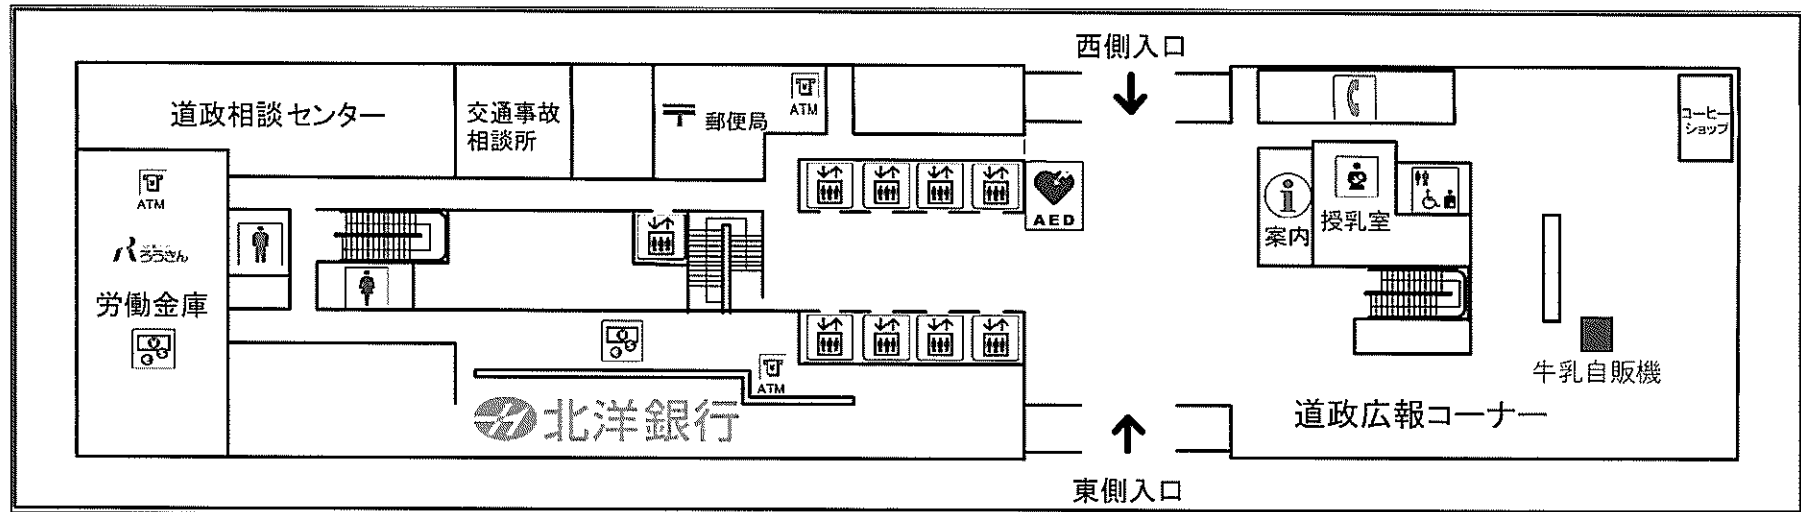 西側入口
道政相談センター
交通事故
相談所
郵便局
ATM
コーヒー
ショップ
ATM
AED
案内
授乳室
ろうきん
労働金庫
ATM
牛乳自販機
北洋銀行
道政広報コーナー
東側入口